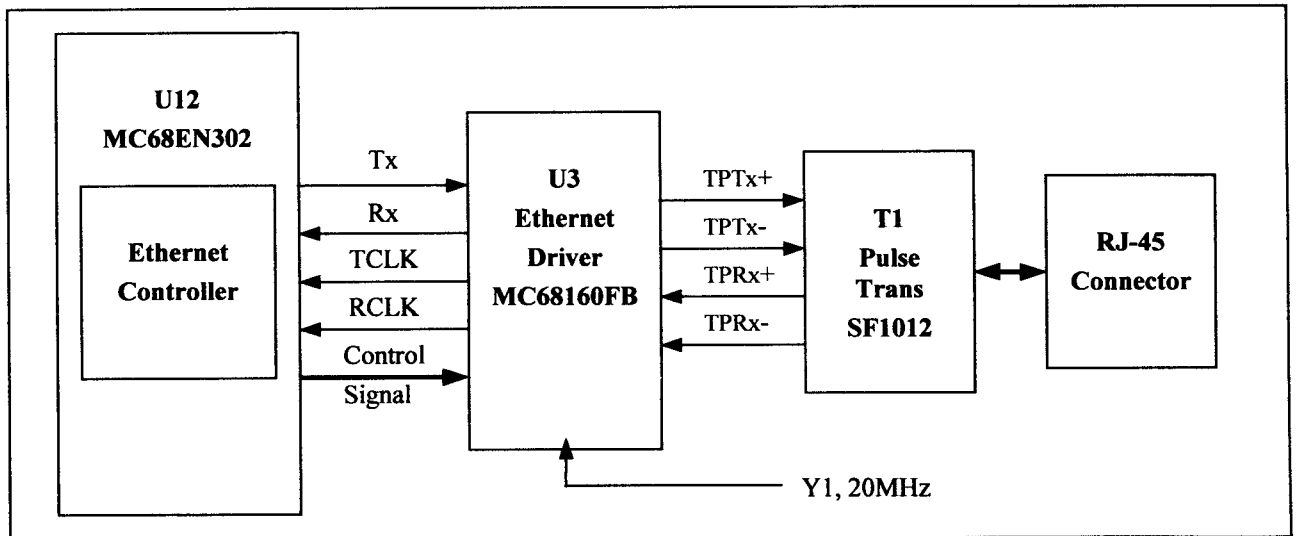 U12
MC68EN302
Ethernet
Controller
Tx
Rx
TCLK
RCLK
Control
Signal
U3
Ethernet
Driver
MC68160FB
TPTx+
TPTx-
TPRx+
TPRx-
T1
Pulse
Trans
SF1012
RJ-45
Connector
Y1, 20MHz